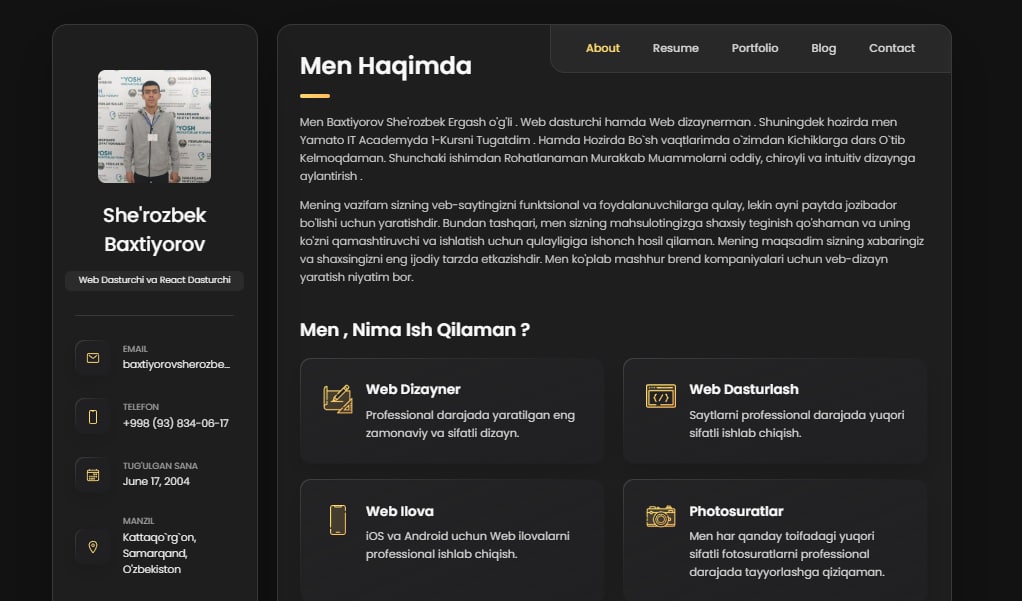 She'rozbek
Baxtiyorov
Web Dasturchi va React Dasturchi
EMAIL
baxtiyorovsherozbe...
TELEFON
+998 (93) 834-06-17
TUG'ULGAN SANA
June 17, 2004
MANZIL
Kattaqo`rg`on,
Samarqand,
O'zbekiston
About
Resume
Portfolio
Blog
Contact
Men Haqimda
Men Baxtiyorov She'rozbek Ergash o'g'li . Web dasturchi hamda Web dizaynerman . Shuningdek hozirda men
Yamato IT Academyda 1-Kursni Tugatdim . Hamda Hozirda Bo`sh vaqtlarimda o`zimdan Kichiklarga dars O`tib
Kelmoqdaman. Shunchaki ishimdan Rohatlanaman Murakkab Muammolarni oddiy, chiroyli va intuitiv dizaynga
aylantirish .
Mening vazifam sizning veb-saytingizni funktsional va foydalanuvchilarga qulay, lekin ayni paytda jozibador
bo'lishi uchun yaratishdir. Bundan tashqari, men sizning mahsulotingizga shaxsiy teginish qo'shaman va uning
ko'zni qamashtiruvchi va ishlatish uchun qulayligiga ishonch hosil qilaman. Mening maqsadim sizning xabaringiz
va shaxsingizni eng ijodiy tarzda etkazishdir. Men ko'plab mashhur brend kompaniyalari uchun veb-dizayn
yaratish niyatim bor.
Men , Nima Ish Qilaman ?
Web Dizayner
Professional darajada yaratilgan eng
zamonaviy va sifatli dizayn.
Web Dasturlash
Saytlarni professional darajada yuqori
sifatli ishlab chiqish.
Web Ilova
iOS va Android uchun Web ilovalarni
professional ishlab chiqish.
Photosuratlar
Men har qanday toifadagi yuqori
sifatli fotosuratlarni professional
darajada tayyorlashga qiziqaman.